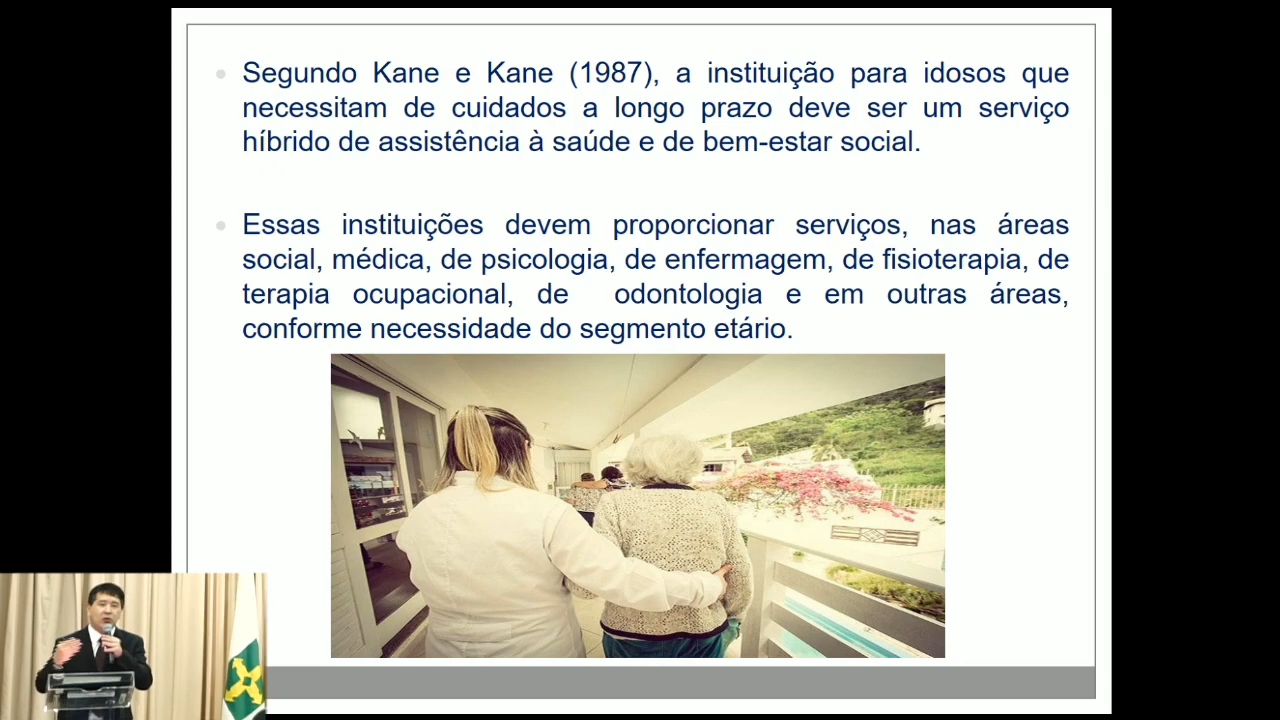 Segundo Kane e Kane (1987), a instituição para idosos que
necessitam de cuidados a longo prazo deve ser um serviço
híbrido de assistência à saúde e de bem-estar social.
Essas instituições devem proporcionar serviços, nas áreas
social, médica, de psicologia, de enfermagem, de fisioterapia, de
terapia ocupacional, de odontologia e em outras áreas,
conforme necessidade do segmento etário.